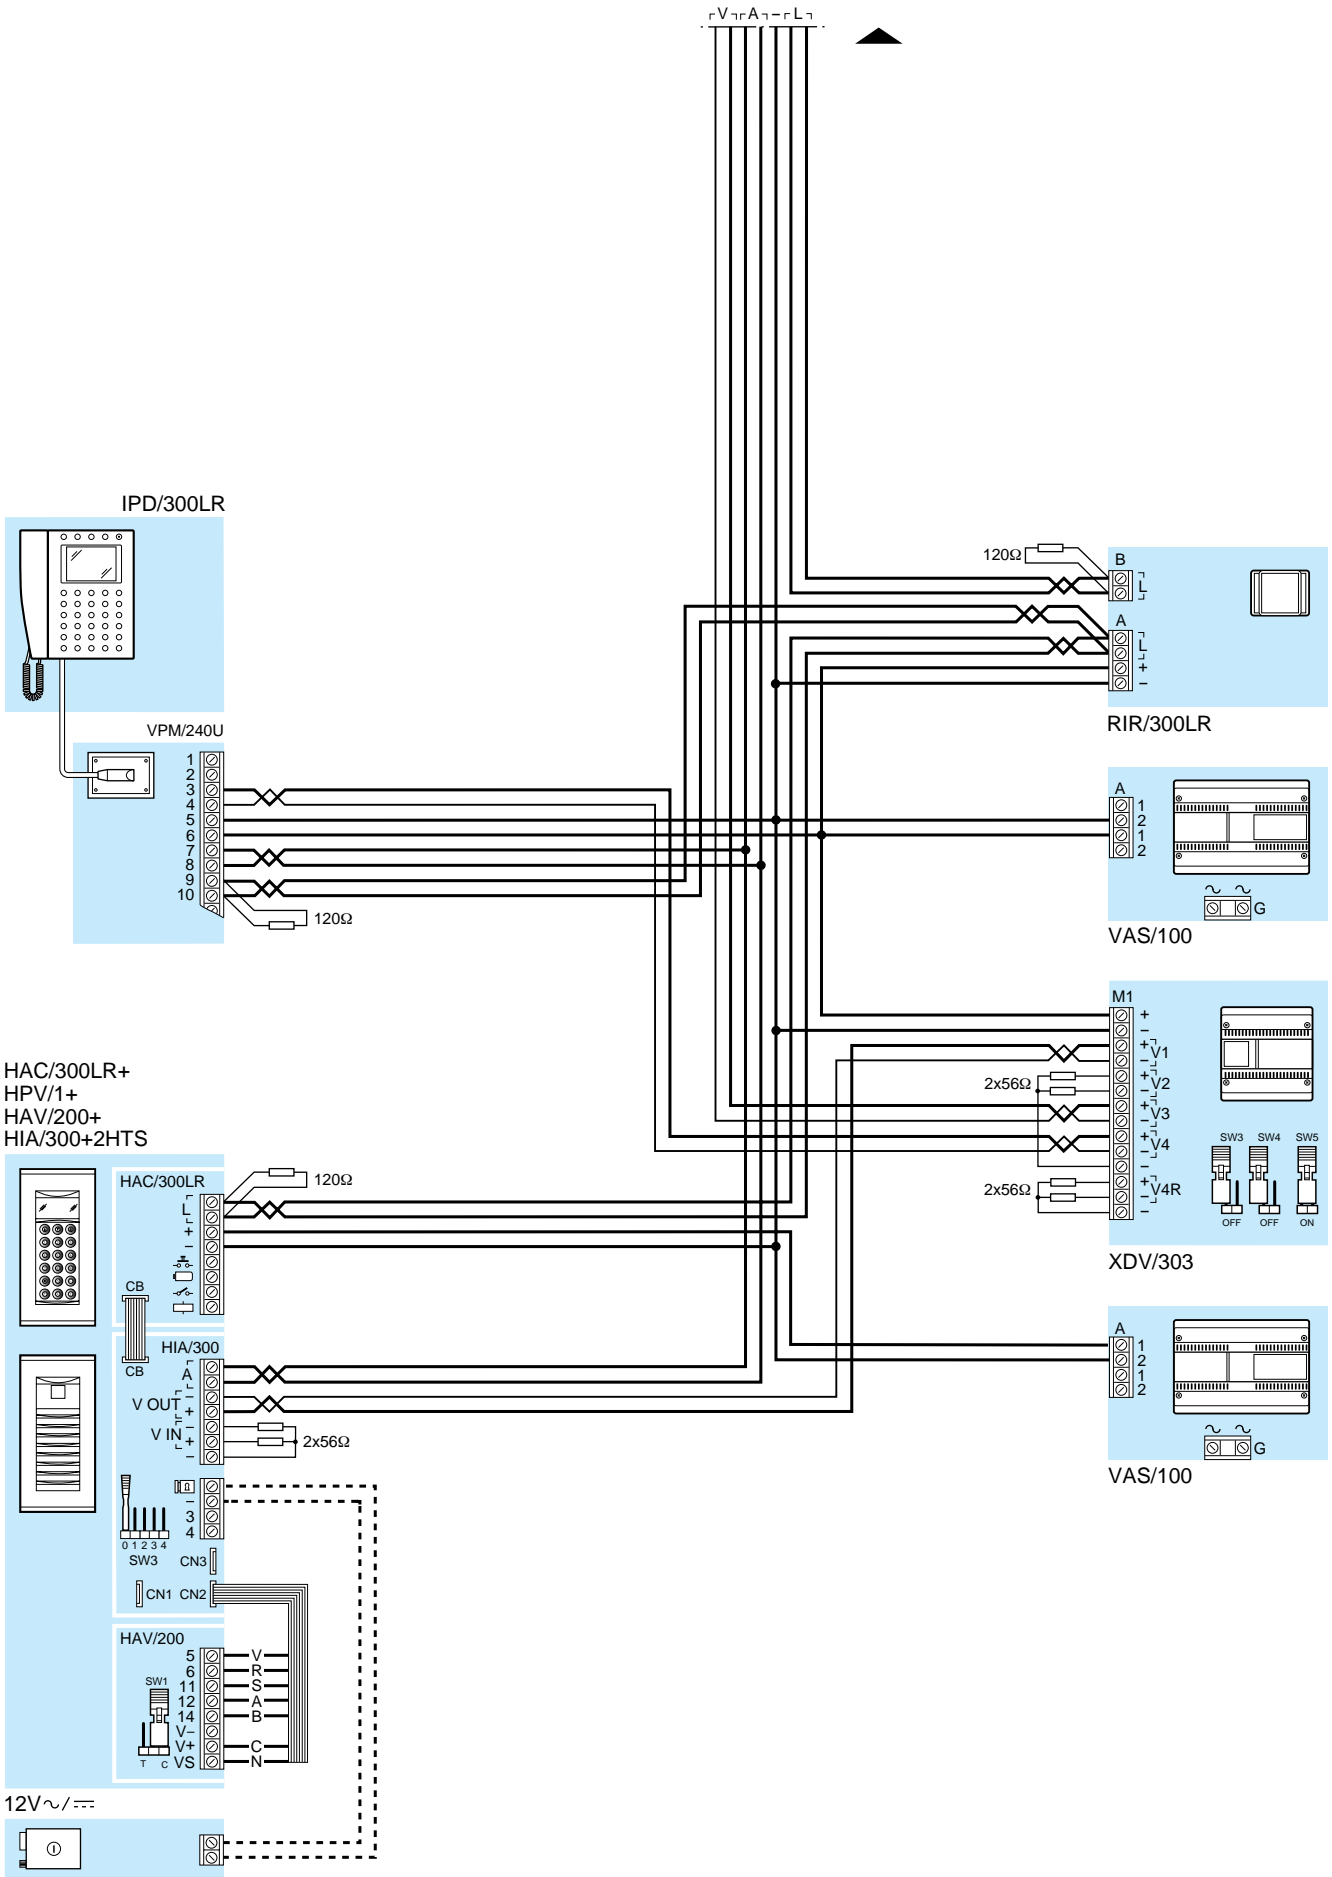 V A – L
IPD/300LR
VPM/240U
1
2
3
4
5
6
7
8
9
10
120Ω
120Ω
B
L
A
L
+
–
RIR/300LR
A
1
2
1
2
G
VAS/100
M1
+
–
+
– V1
+
– V2
+
– V3
+
– V4
–
+
– V4R
–
2x56Ω
2x56Ω
SW3 SW4 SW5
OFF OFF ON
XDV/303
A
1
2
1
2
G
VAS/100
HAC/300LR+
HPV/1+
HAV/200+
HIA/300+2HTS
HAC/300LR
L
+
–
120Ω
CB
CB
HIA/300
A
–
V OUT
+
–
V IN
+
–
2x56Ω
–
3
4
0 1 2 3 4
SW3
CN3
CN1 CN2
HAV/200
5 V
6 R
11 S
12 A
14 B
V–
V+ C
VS N
SW1
T C
12V~/